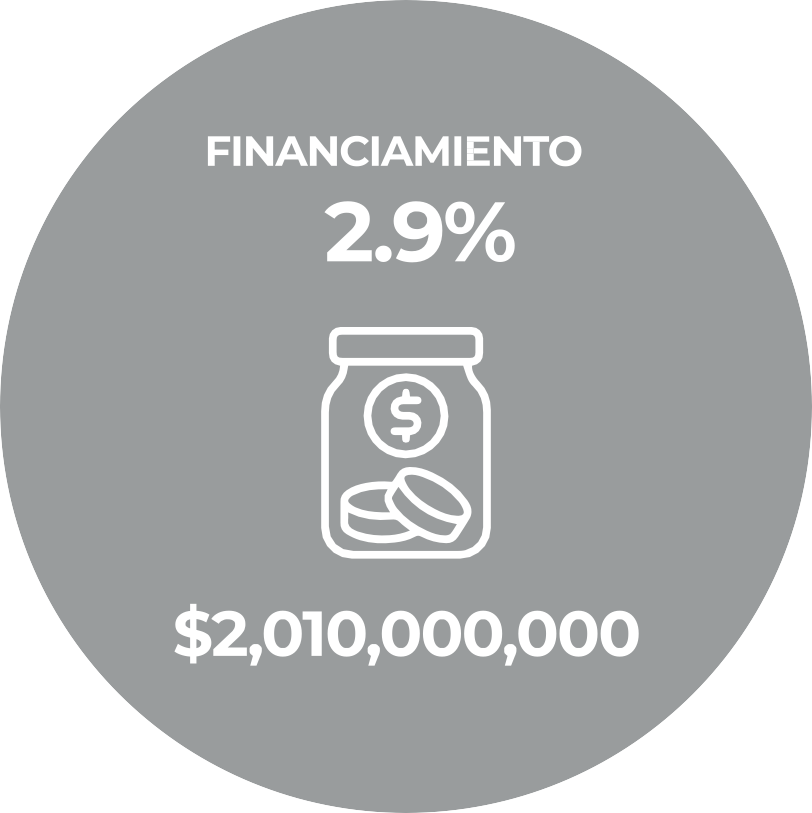 FINANCIAMIENTO
2.9%
$
$2,010,000,000